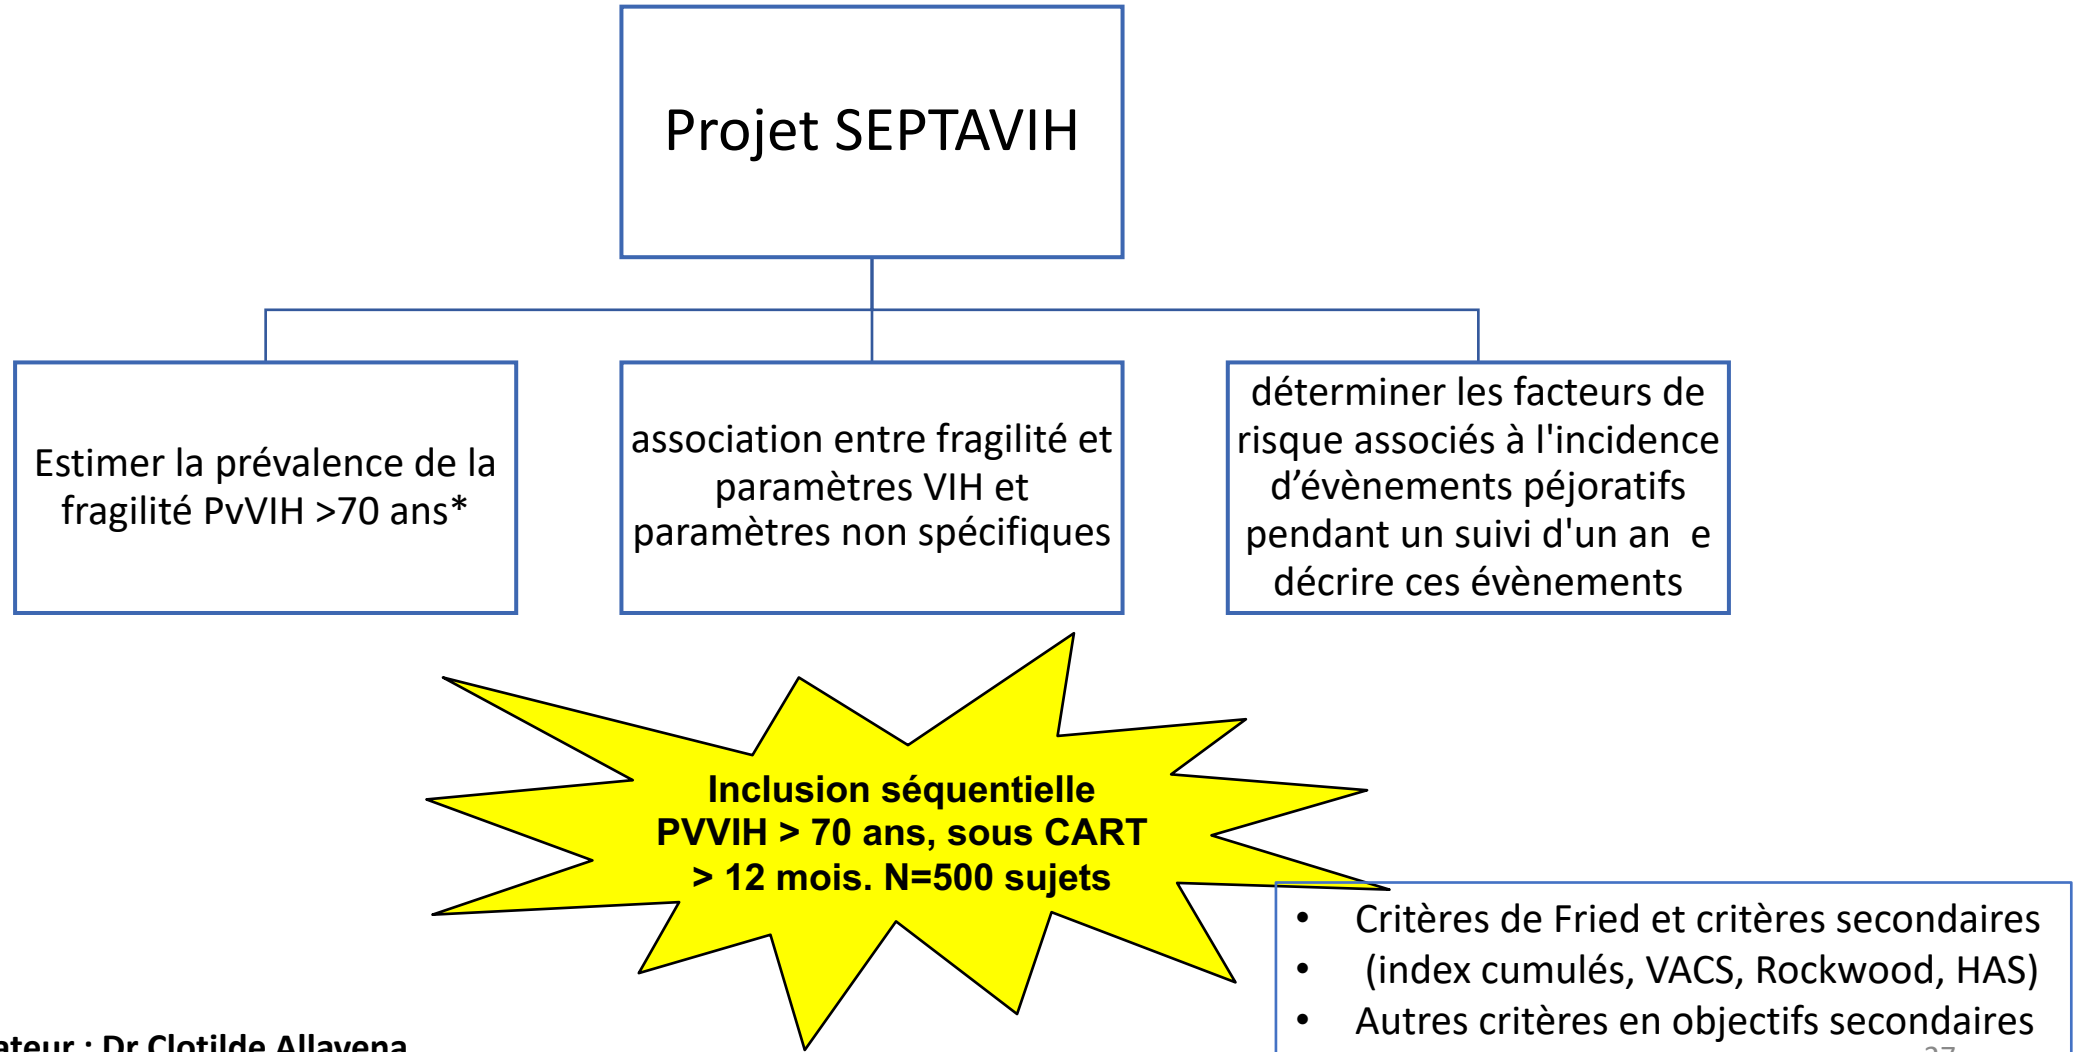 Projet SEPTAVIH
Estimer la prévalence de la
fragilité PvVIH >70 ans*
association entre fragilité et
paramètres VIH et
paramètres non spécifiques
déterminer les facteurs de
risque associés à l'incidence
d’évènements péjoratifs
pendant un suivi d'un an  e
décrire ces évènements
Inclusion séquentielle
PVVIH > 70 ans, sous CART
> 12 mois. N=500 sujets
• Critères de Fried et critères secondaires
• (index cumulés, VACS, Rockwood, HAS)
• Autres critères en objectifs secondaires
ateur : Dr Clotilde Allavena